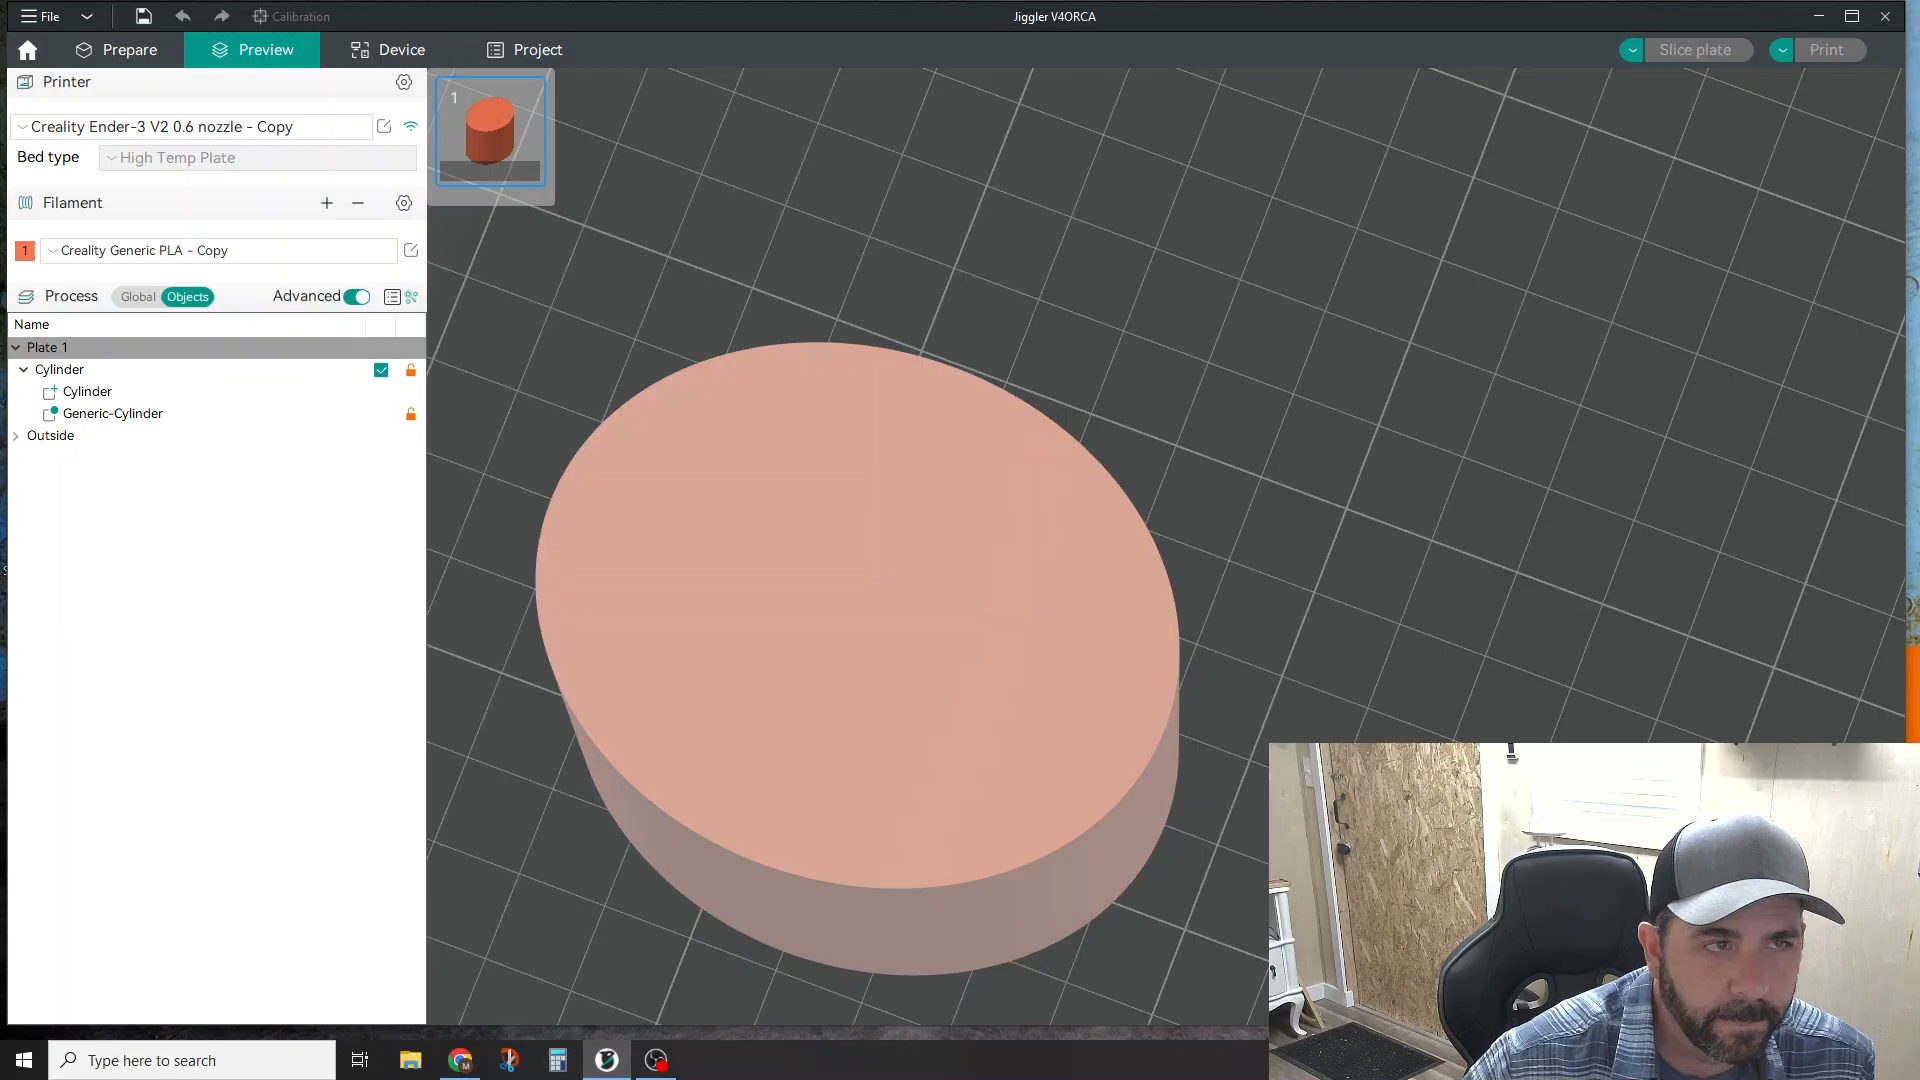 File
Calibration
Jiggler V4ORCA
Prepare
Preview
Device
Project
Slice plate
Print
Printer
Creality Ender-3 V2 0.6 nozzle - Copy
Bed type
High Temp Plate
Filament
1
Creality Generic PLA - Copy
Process
Global
Objects
Advanced
Name
Plate 1
Cylinder
Cylinder
Generic-Cylinder
Outside
1
Type here to search